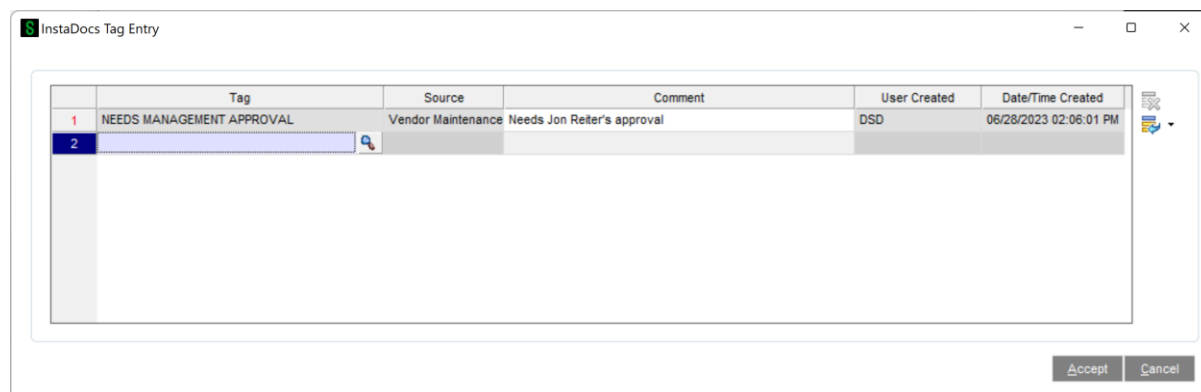 InstaDocs Tag Entry
Tag Source Comment User Created Date/Time Created
1 NEEDS MANAGEMENT APPROVAL Vendor Maintenance Needs Jon Reiter's approval DSD 06/28/2023 02:06:01 PM
2
Accept Cancel